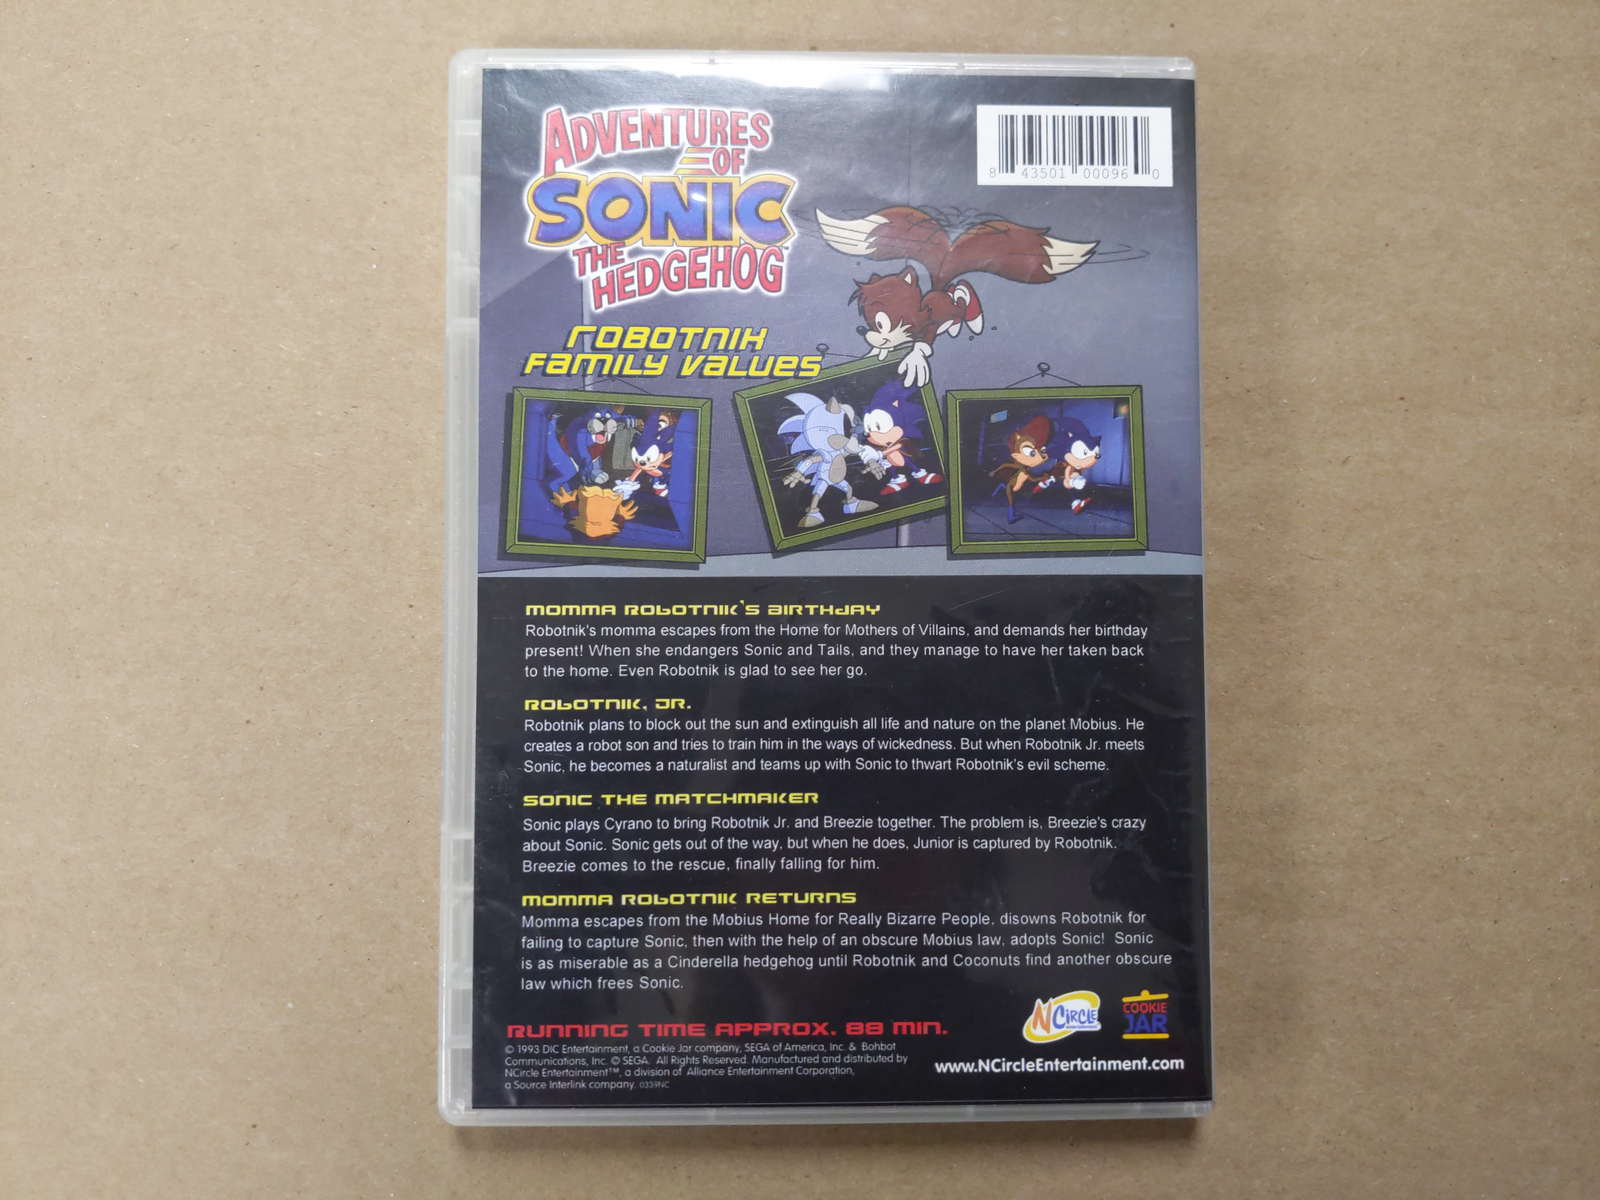 ADVENTURES
OF
SONIC
THE
HEDGEHOG™
ROBOTNIK
FAMILY VALUES
8 43501 00096 0
MOMMA ROBOTNIK'S BIRTHDAY
Robotnik's momma escapes from the Home for Mothers of Villains, and demands her birthday
present! When she endangers Sonic and Tails, and they manage to have her taken back
to the home. Even Robotnik is glad to see her go.
ROBOTNIK, JR.
Robotnik plans to block out the sun and extinguish all life and nature on the planet Mobius. He
creates a robot son and tries to train him in the ways of wickedness. But when Robotnik Jr. meets
Sonic, he becomes a naturalist and teams up with Sonic to thwart Robotnik's evil scheme.
SONIC THE MATCHMAKER
Sonic plays Cyrano to bring Robotnik Jr. and Breezie together. The problem is, Breezie's crazy
about Sonic. Sonic gets out of the way, but when he does, Junior is captured by Robotnik.
Breezie comes to the rescue, finally falling for him.
MOMMA ROBOTNIK RETURNS
Momma escapes from the Mobius Home for Really Bizarre People, disowns Robotnik for
failing to capture Sonic, then with the help of an obscure Mobius law, adopts Sonic! Sonic
is as miserable as a Cinderella hedgehog until Robotnik and Coconuts find another obscure
law which frees Sonic.
RUNNING TIME APPROX. 88 MIN.
© 1993 DIC Entertainment, a Cookie Jar company, SEGA of America, Inc. & Bohbot
Communications, Inc. © SEGA. All Rights Reserved. Manufactured and distributed by
NCircle Entertainment™, a division of Alliance Entertainment Corporation,
a Source Interlink company. 0339NC
NCIRCLE
ENTERTAINMENT
COOKIE
JAR
www.NCircleEntertainment.com